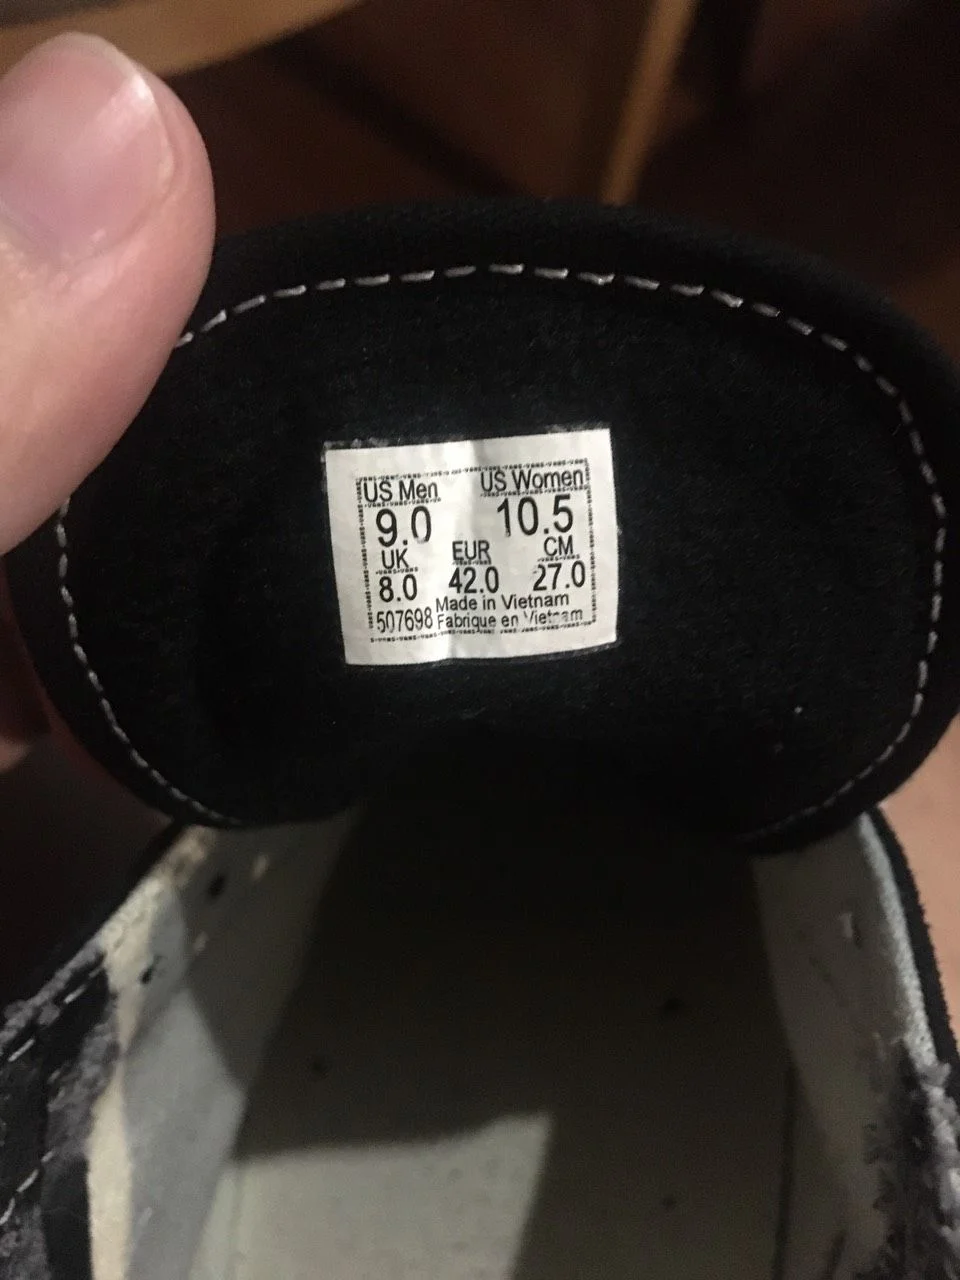 US Men US Women
9.0 10.5
UK EUR CM
8.0 42.0 27.0
Made in Vietnam
507698 Fabrique en Vietnam